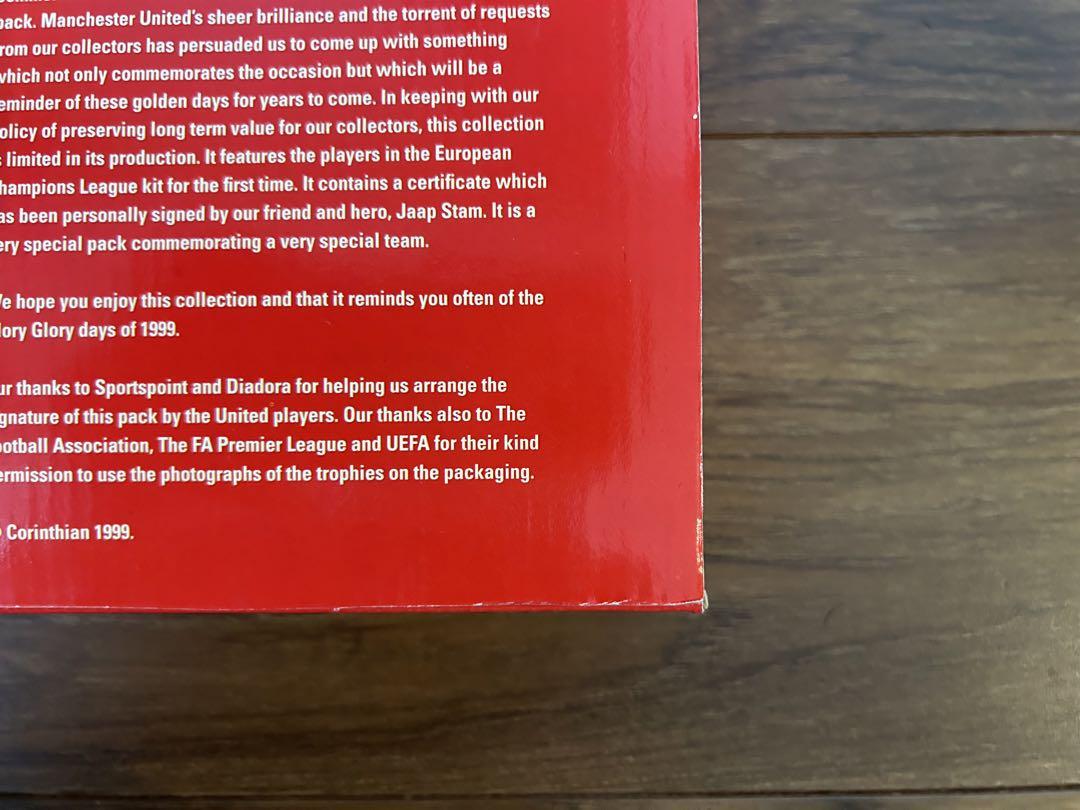 pack. Manchester United's sheer brilliance and the torrent of requests
rom our collectors has persuaded us to come up with something
which not only commemorates the occasion but which will be a
eminder of these golden days for years to come. In keeping with our
olicy of preserving long term value for our collectors, this collection
s limited in its production. It features the players in the European
hampions League kit for the first time. It contains a certificate which
as been personally signed by our friend and hero, Jaap Stam. It is a
ery special pack commemorating a very special team.
e hope you enjoy this collection and that it reminds you often of the
lory Glory days of 1999.
ur thanks to Sportspoint and Diadora for helping us arrange the
ignature of this pack by the United players. Our thanks also to The
ootball Association, The FA Premier League and UEFA for their kind
ermission to use the photographs of the trophies on the packaging.
Corinthian 1999.